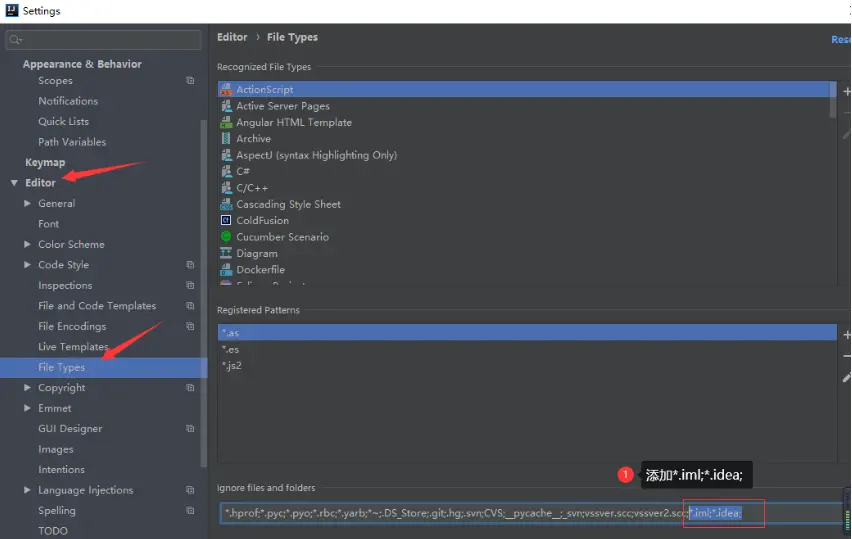 Settings
Appearance & Behavior
Scopes
Notifications
Quick Lists
Path Variables
Keymap
Editor
General
Font
Color Scheme
Code Style
Inspections
File and Code Templates
File Encodings
Live Templates
File Types
Copyright
Emmet
GUI Designer
Images
Intentions
Language Injections
Spelling
TODO
Editor › File Types
Rese
Recognized File Types
ActionScript
Active Server Pages
Angular HTML Template
Archive
AspectJ (syntax Highlighting Only)
C#
C/C++
Cascading Style Sheet
ColdFusion
Cucumber Scenario
Diagram
Dockerfile
Registered Patterns
*.as
*.es
*.js2
1 添加*.iml;*.idea;
Ignore files and folders
*.hprof;*.pyc;*.pyo;*.rbc;*.yarb;*~;.DS_Store;.git;.hg;.svn;CVS;__pycache__;_svn;vssver.scc;vssver2.scc;*.iml;*.idea;